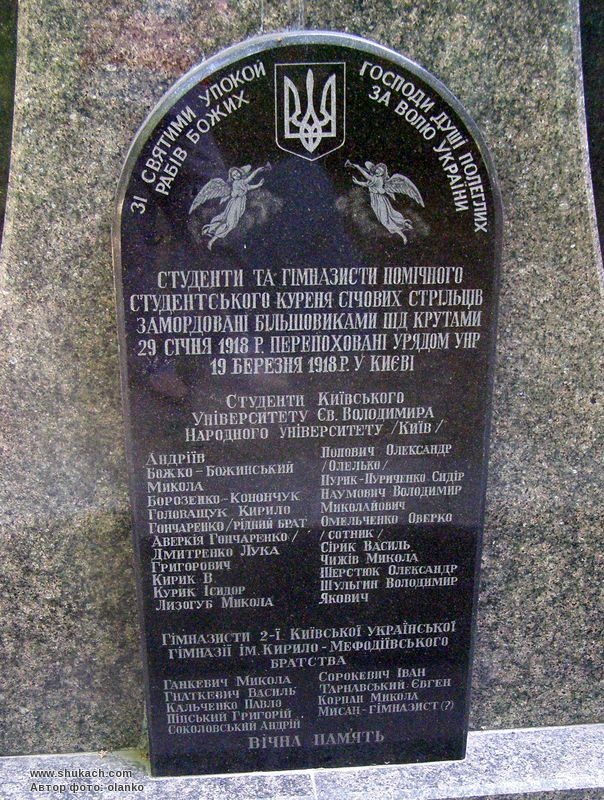 ЗІ СВЯТИМИ УПОКОЙ
РАБІВ БОЖИХ
ГОСПОДИ ДУШІ ПОЛЕГЛИХ
ЗА ВОЛЮ УКРАЇНИ
СТУДЕНТИ ТА ГІМНАЗИСТИ ПОМІЧНОГО
СТУДЕНТСЬКОГО КУРЕНЯ СІЧОВИХ СТРІЛЬЦІВ
ЗАМОРДОВАНІ БІЛЬШОВИКАМИ ПІД КРУТАМИ
29 СІЧНЯ 1918 Р. ПЕРЕПОХОВАНІ УРЯДОМ УНР
19 БЕРЕЗНЯ 1918 Р. У КИЄВІ
СТУДЕНТИ КИЇВСЬКОГО
УНІВЕРСИТЕТУ ЄВ. ВОЛОДИМИРА
НАРОДНОГО УНІВЕРСИТЕТУ /КИЇВ/
АНДРІЇВ
БОЖКО-БОЖИНСЬКИЙ
МИКОЛА
БОРОЗЕНКО-КОНОНЧУК
ГОЛОВАЩУК КИРИЛО
ГОНЧАРЕНКО /РІДНИЙ БРАТ
АВЕРКІЯ ГОНЧАРЕНКО/
ДМИТРЕНКО ЛУКА
ГРИГОРОВИЧ
КИРИК В
КУРИК ІСИДОР
ЛИЗОГУБ МИКОЛА
ПОПОВИЧ ОЛЕКСАНДР
/ОЛЕЛЬКО/
ПУРИК-ПУРИЧЕНКО СИДІР
НАУМОВИЧ ВОЛОДИМИР
МИКОЛАЙОВИЧ
ОМЕЛЬЧЕНКО ОВЕРКО
/СОТНИК/
СІРИК ВАСИЛЬ
ЧИЖІВ МИКОЛА
ШЕРСТЮК ОЛЕКСАНДР
ШУЛЬГИН ВОЛОДИМИР
ЯКОВИЧ
ГІМНАЗИСТИ 2-Ї КИЇВСЬКОЇ УКРАЇНСЬКОЇ
ГІМНАЗІЇ ІМ. КИРИЛО-МЕФОДІЇВСЬКОГО
БРАТСТВА
ГАНКЕВИЧ МИКОЛА
ГНАТКЕВИЧ ВАСИЛЬ
КАЛЬЧЕНКО ПАВЛО
ПІПСЬКИЙ ГРИГОРІЙ
СОКОЛОВСЬКИЙ АНДРІЙ
СОРОКЕВИЧ ІВАН
ТАРНАВСЬКИЙ ЄВГЕН
КОРПАН МИКОЛА
МИСАН-ГІМНАЗИСТ (?)
ВІЧНА ПАМ'ЯТЬ
www.shukach.com
Автор фото: olanko